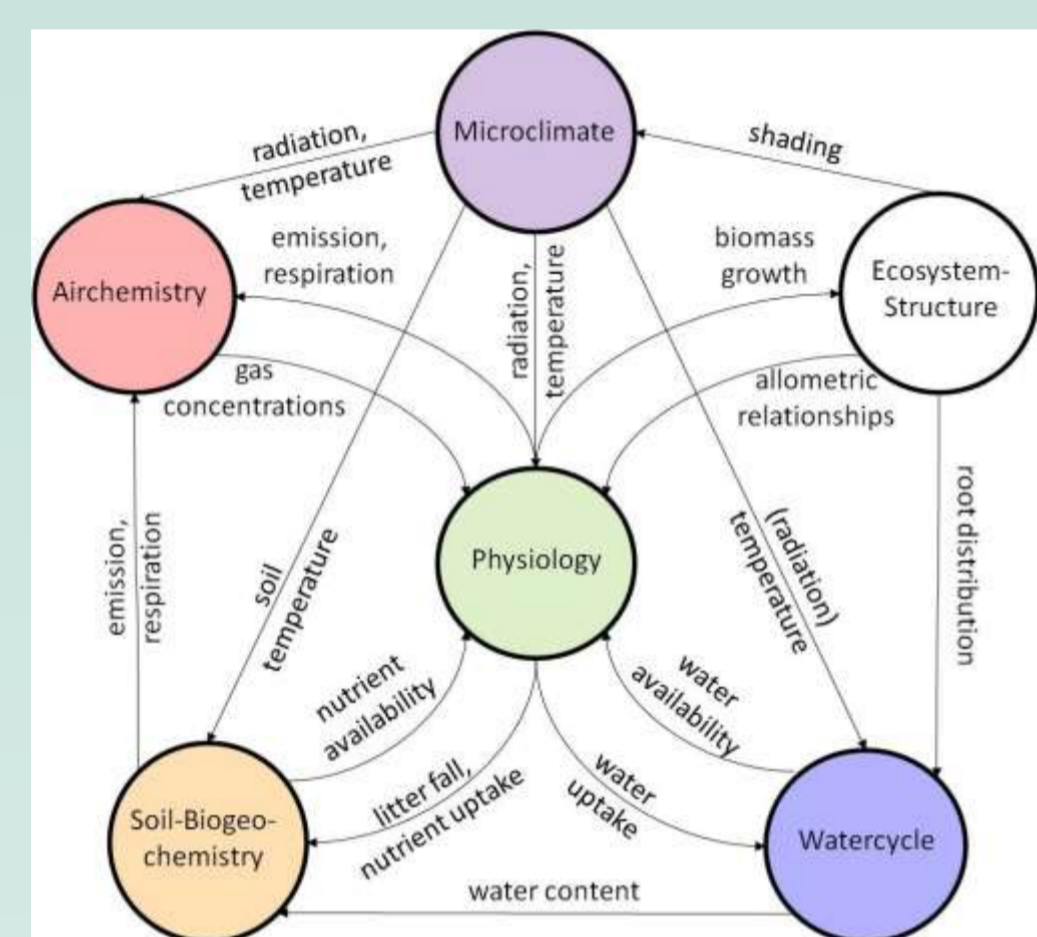 Microclimate
radiation,
temperature
shading
emission,
respiration
biomass
growth
radiation,
temperature
Airchemistry
Ecosystem-
Structure
gas
concentrations
allometric
relationships
emission,
respiration
soil
temperature
Physiology
(radiation)
temperature
root distribution
nutrient
availability
water
availability
litter fall,
nutrient uptake
water
uptake
Soil-Biogeo-
chemistry
Watercycle
water content